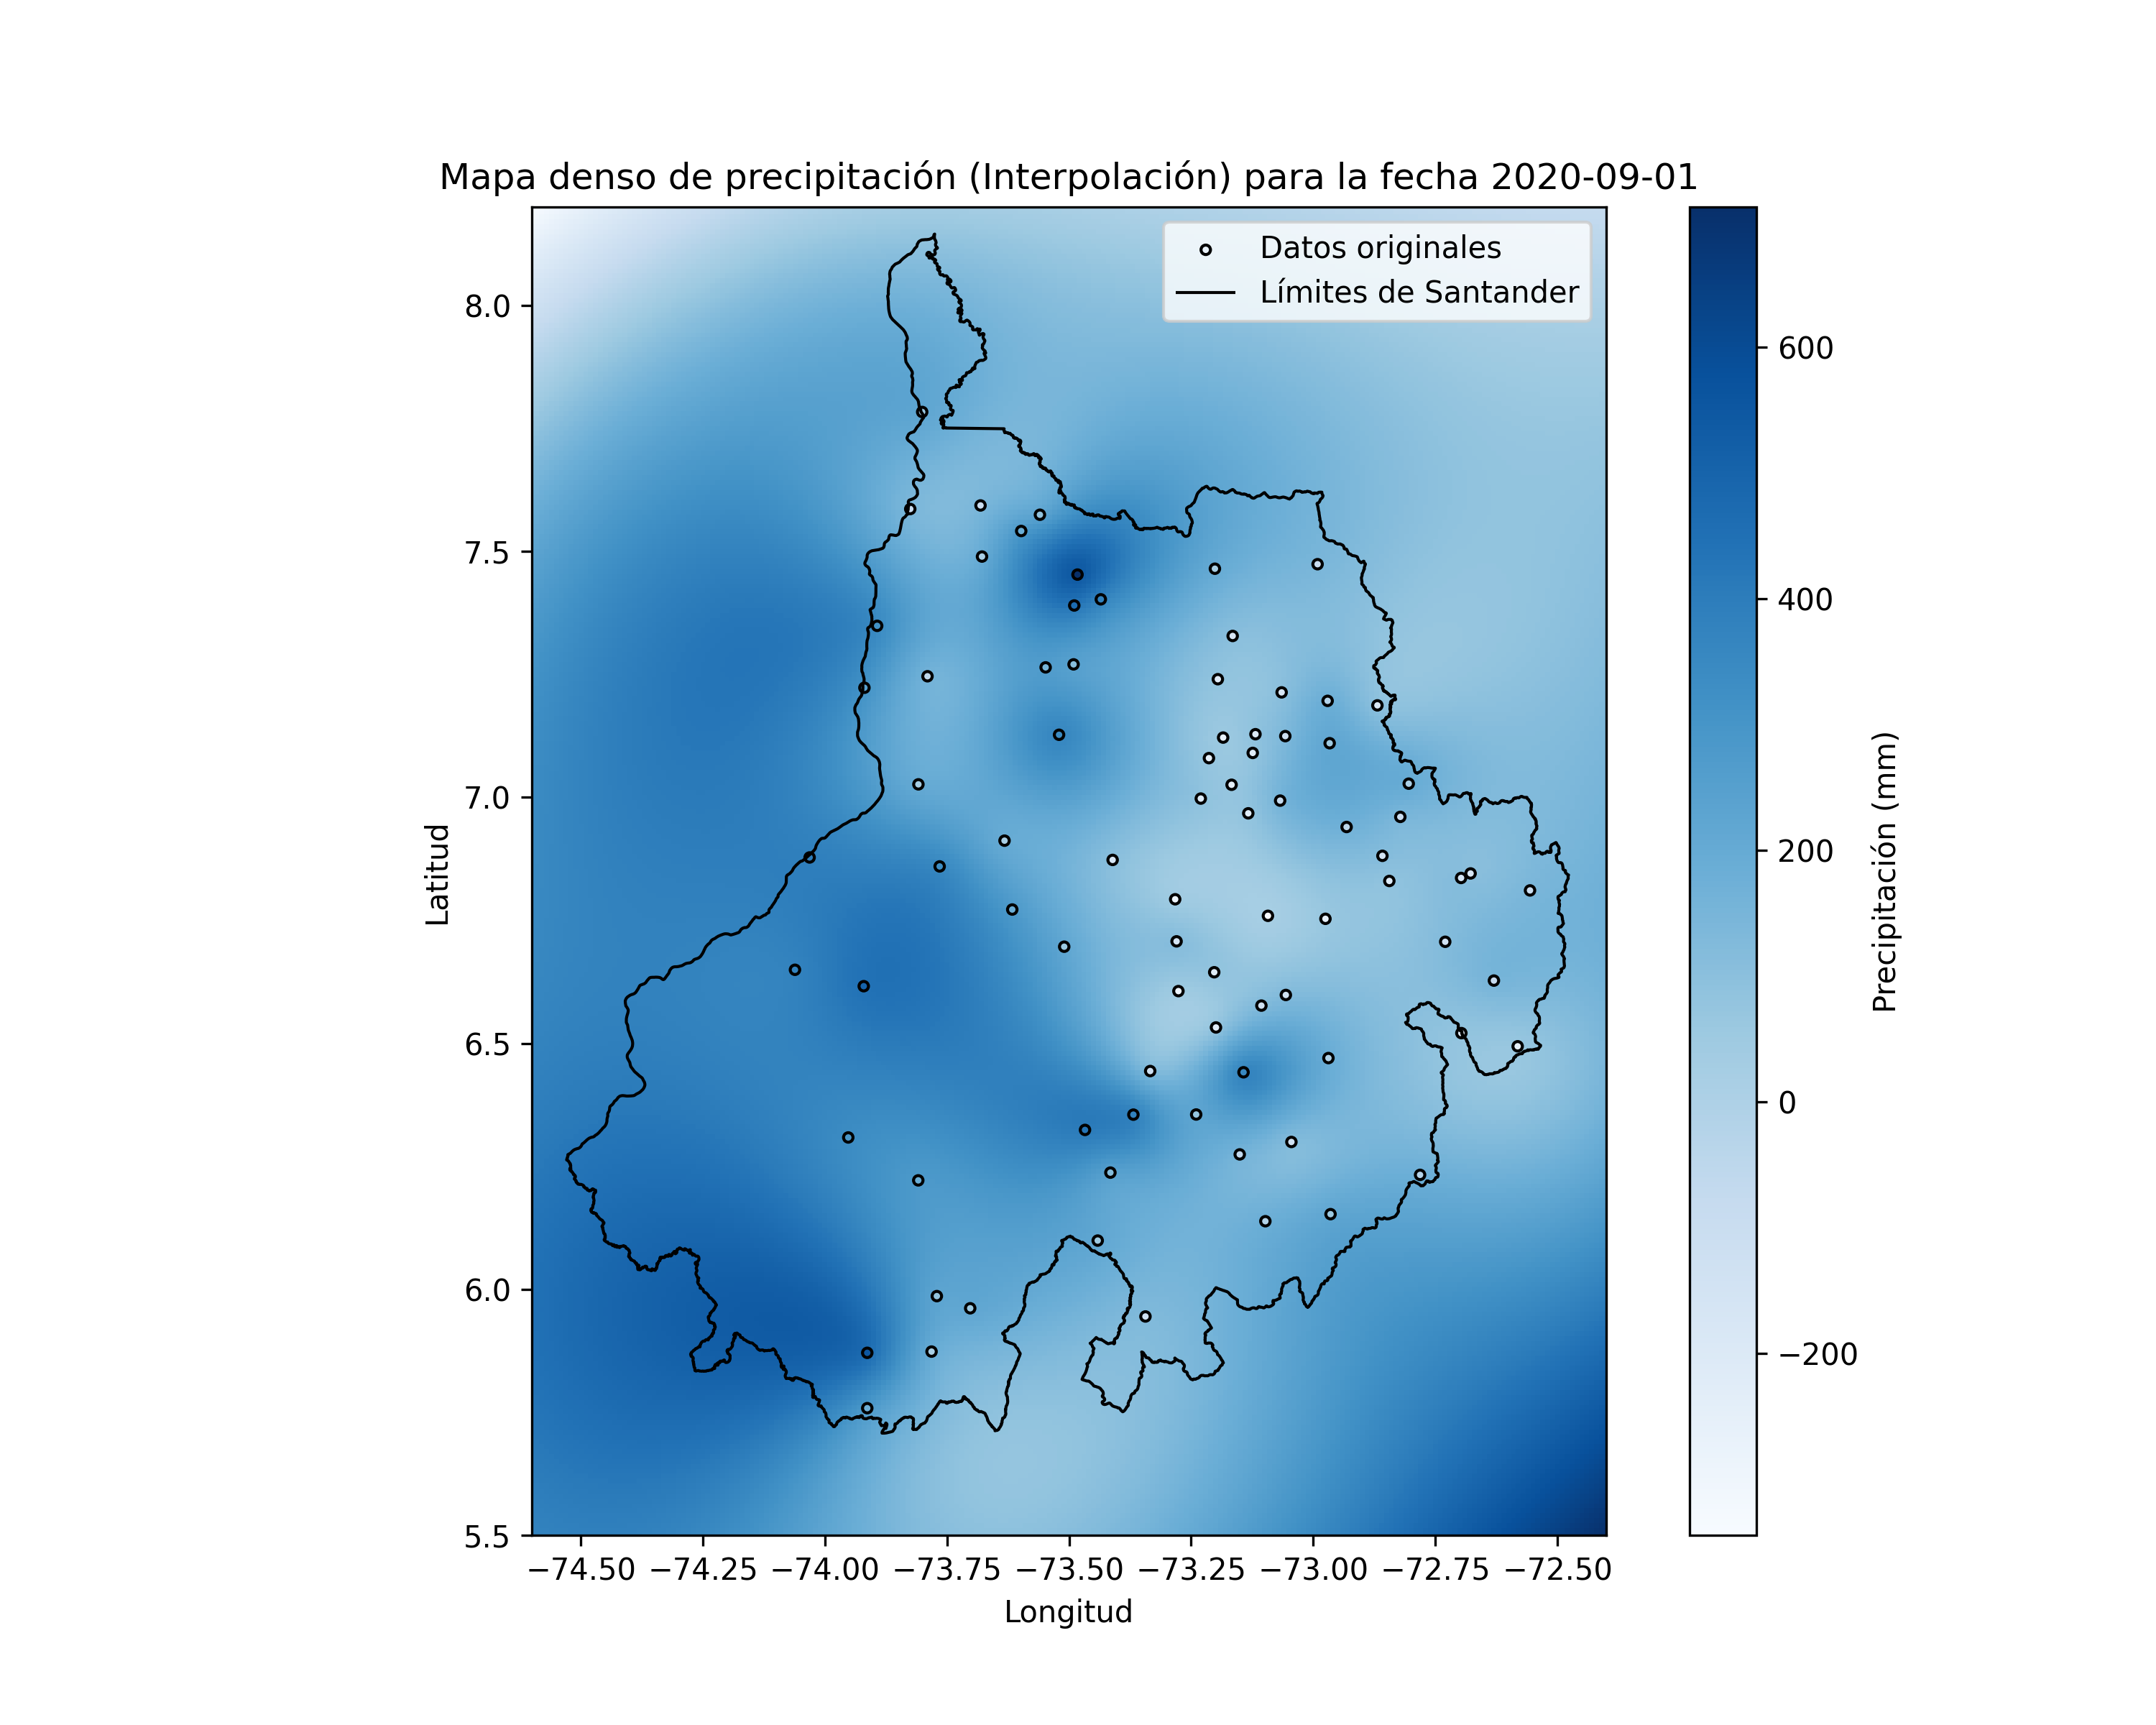 Mapa denso de precipitación (Interpolación) para la fecha 2020-09-01
Datos originales
Límites de Santander
8.0
7.5
7.0
6.5
6.0
5.5
Latitud
−74.50 −74.25 −74.00 −73.75 −73.50 −73.25 −73.00 −72.75 −72.50
Longitud
600
400
200
0
−200
Precipitación (mm)